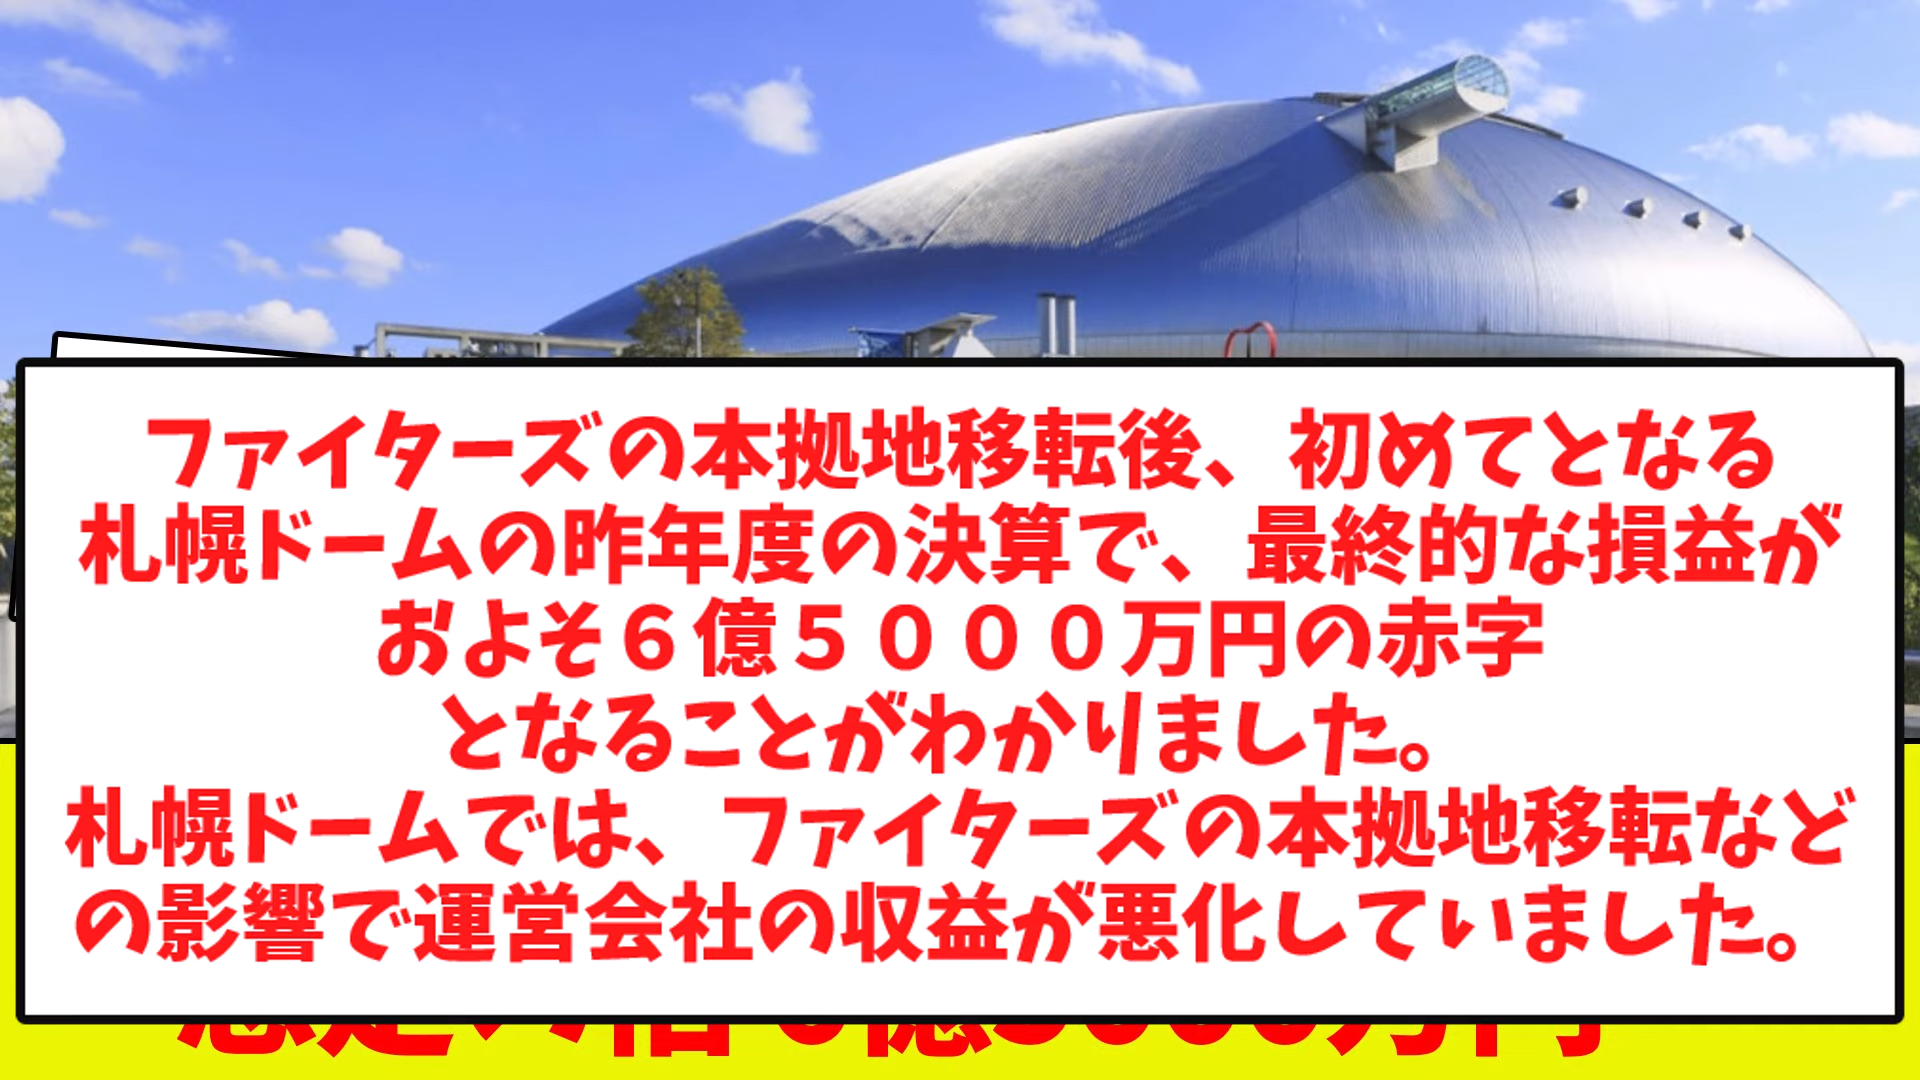 ファイターズの本拠地移転後、初めてとなる
札幌ドームの昨年度の決算で、最終的な損益が
およそ６億５０００万円の赤字
となることがわかりました。
札幌ドームでは、ファイターズの本拠地移転など
の影響で運営会社の収益が悪化していました。